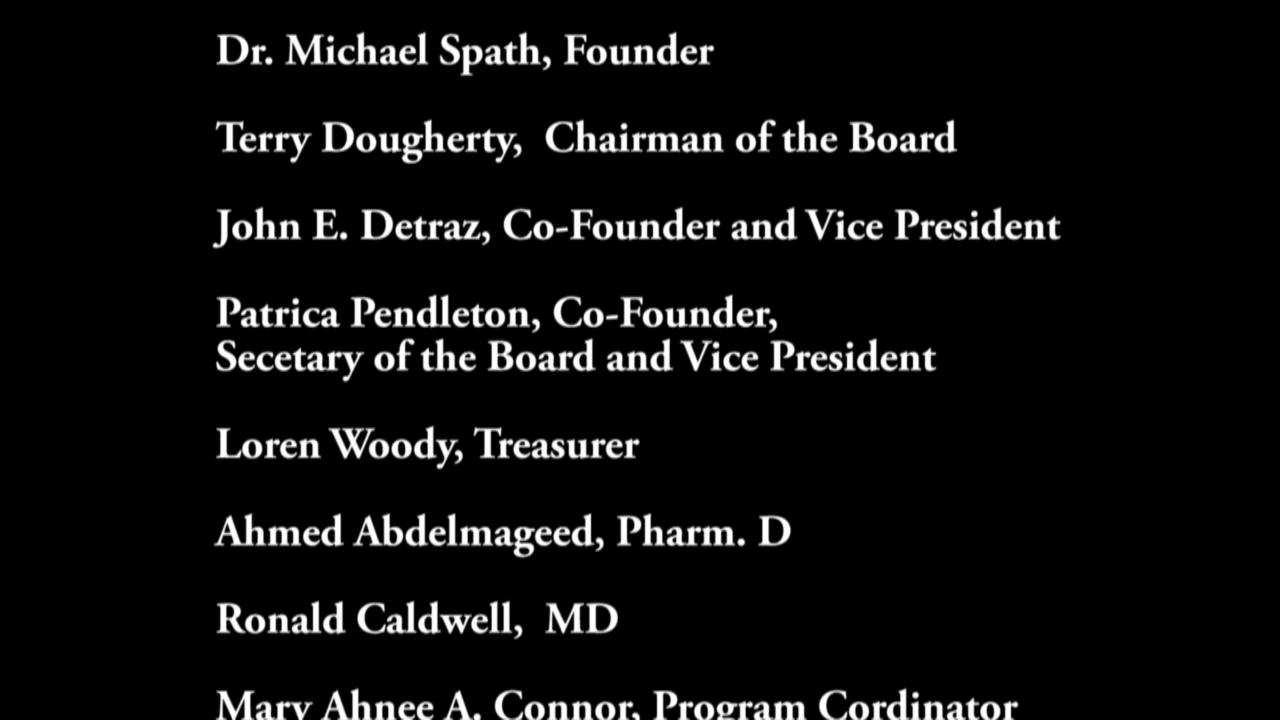 Dr. Michael Spath, Founder
Terry Dougherty,  Chairman of the Board
John E. Detraz, Co-Founder and Vice President
Patrica Pendleton, Co-Founder,
Secetary of the Board and Vice President
Loren Woody, Treasurer
Ahmed Abdelmageed, Pharm. D
Ronald Caldwell,  MD
Mary Ahnee A. Connor, Program Cordinator